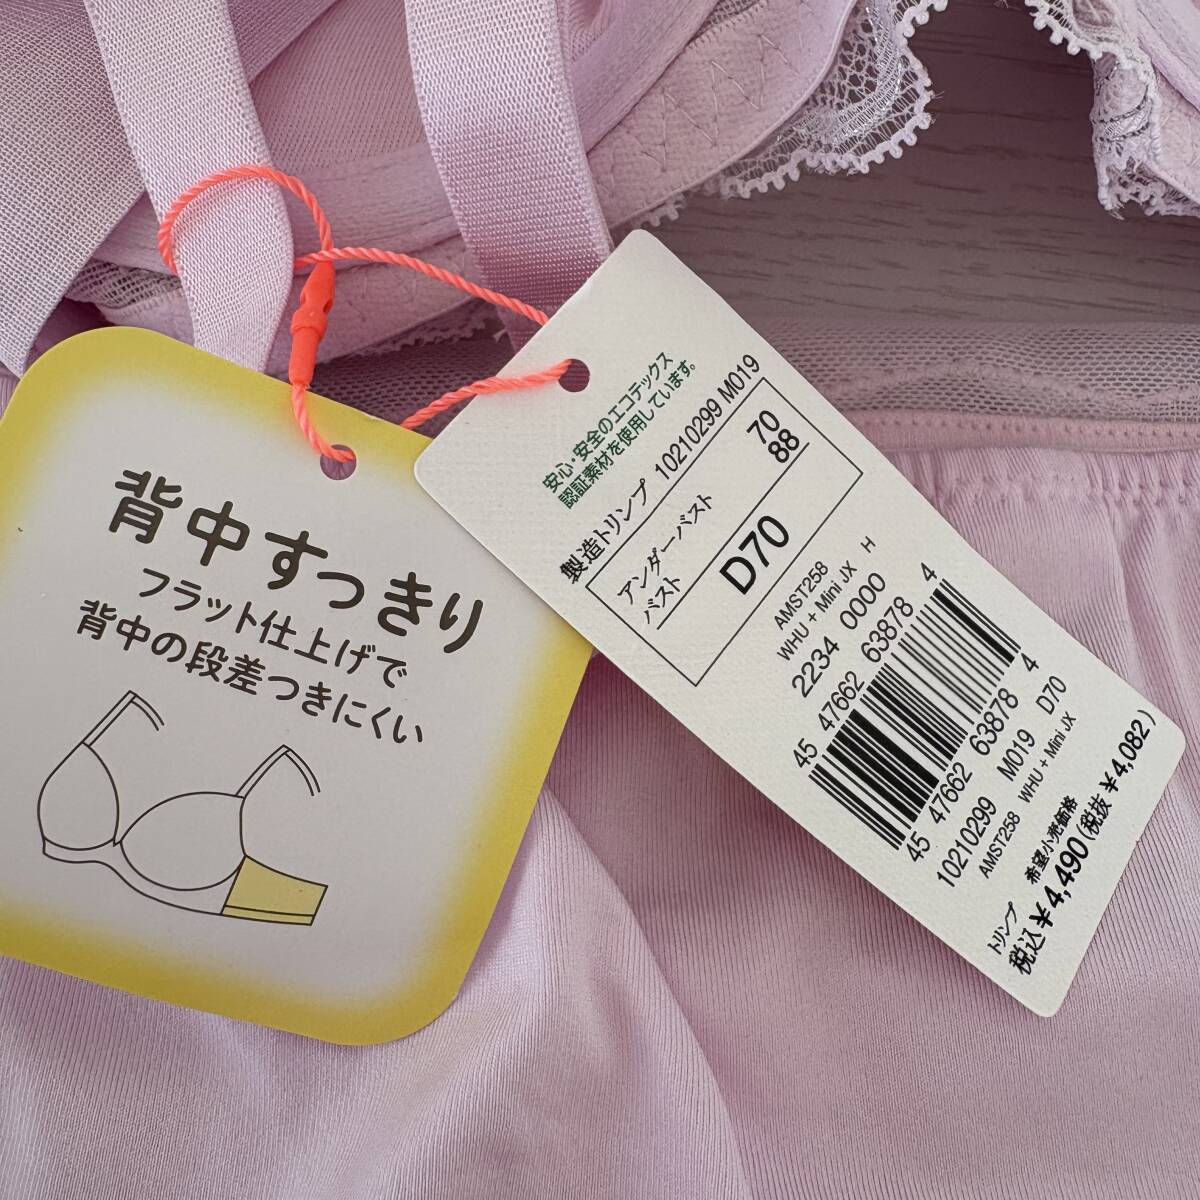 背中すっきり
フラット仕上げで
背中の段差つきにくい
安心・安全のエコテックス
認証素材を使用しています。
製造トリンプ 10210299 M019
アンダーバスト 70
バスト 88
D70
AMST258
WHU + Mini JX H
2234 0000
45 47662 63878 4
45 47662 63878 4
10210299 M019 D70
AMST258 WHU + Mini JX
希望小売価格
トリンプ
税込¥4,490(税抜 ¥4,082)